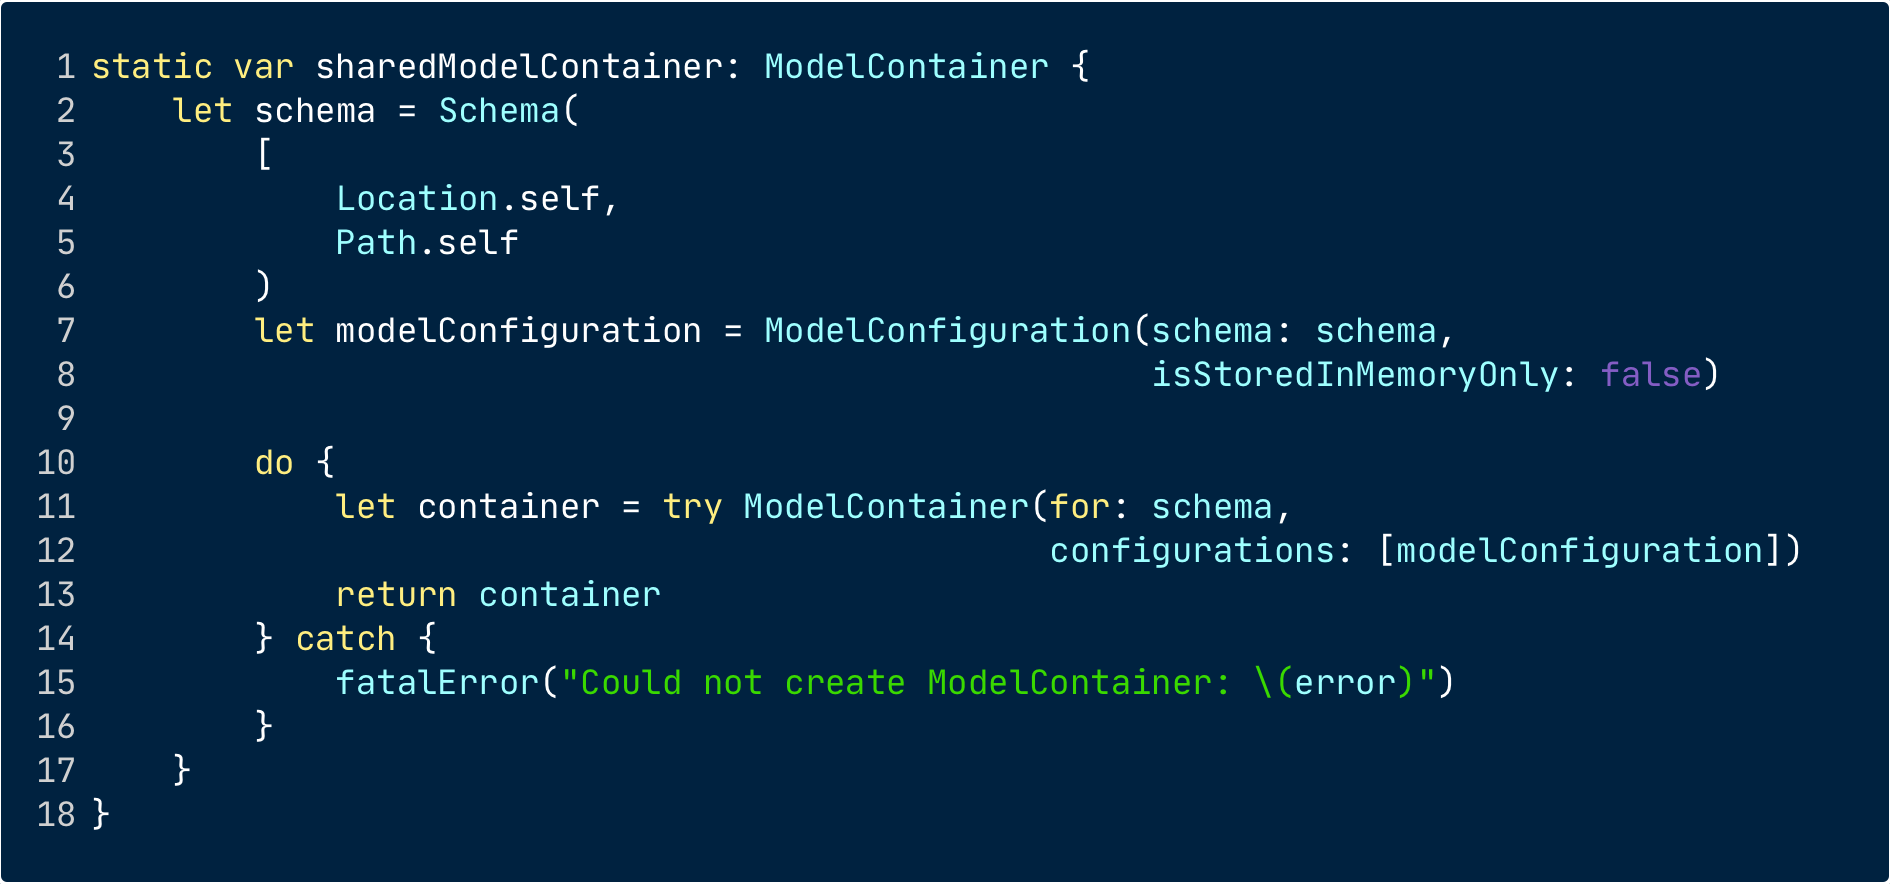 1 static var sharedModelContainer: ModelContainer {
2     let schema = Schema(
3         [
4             Location.self,
5             Path.self
6         )
7         let modelConfiguration = ModelConfiguration(schema: schema,
8                                                     isStoredInMemoryOnly: false)
9
10         do {
11             let container = try ModelContainer(for: schema,
12                                                configurations: [modelConfiguration])
13             return container
14         } catch {
15             fatalError("Could not create ModelContainer: \(error)")
16         }
17     }
18 }